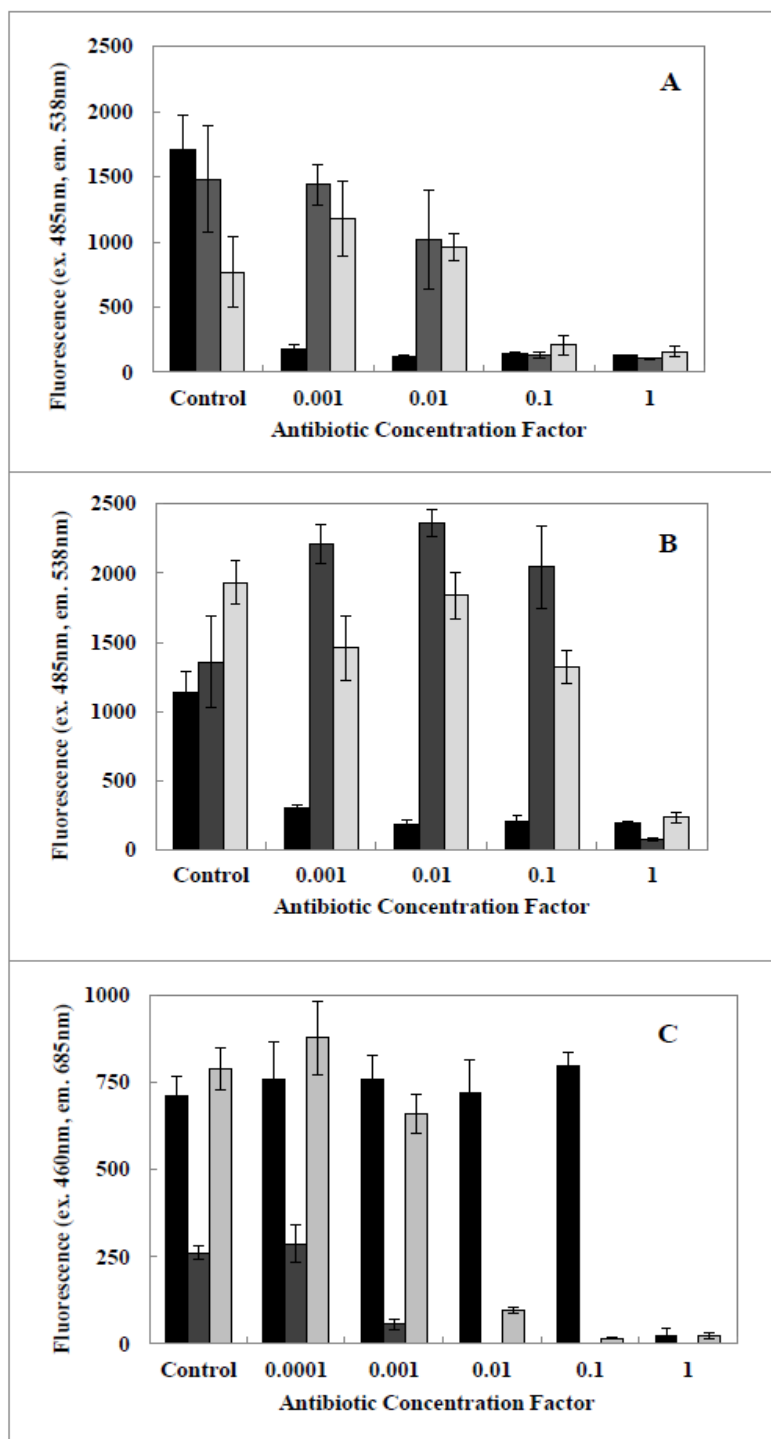 Fluorescence (ex. 485nm, em. 538nm)
2500
2000
1500
1000
500
0
A
Control 0.001 0.01 0.1 1
Antibiotic Concentration Factor
Fluorescence (ex. 485nm, em. 538nm)
2500
2000
1500
1000
500
0
B
Control 0.001 0.01 0.1 1
Antibiotic Concentration Factor
Fluorescence (ex. 460nm, em. 685nm)
1000
750
500
250
0
C
Control 0.0001 0.001 0.01 0.1 1
Antibiotic Concentration Factor